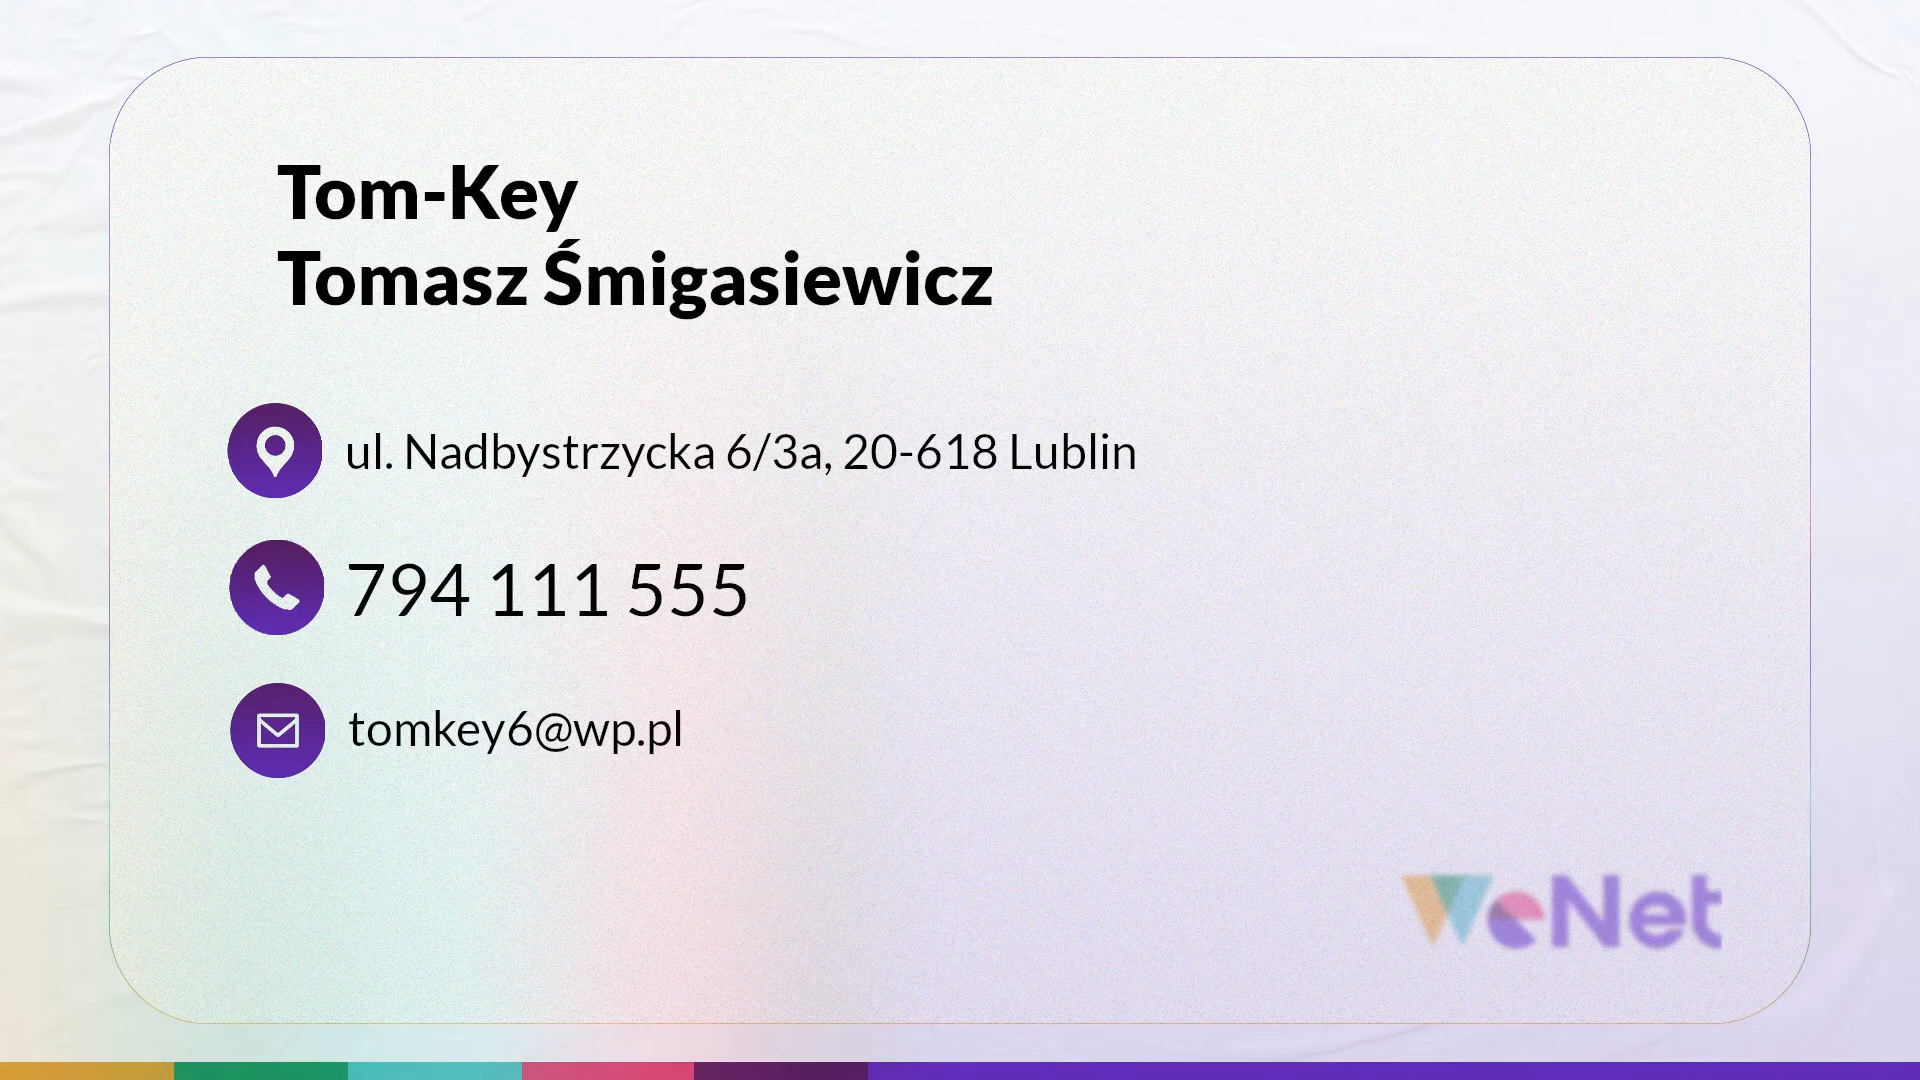 Tom-Key
Tomasz Śmigasiewicz
ul. Nadbystrzycka 6/3a, 20-618 Lublin
794 111 555
tomkey6@wp.pl
WeNet